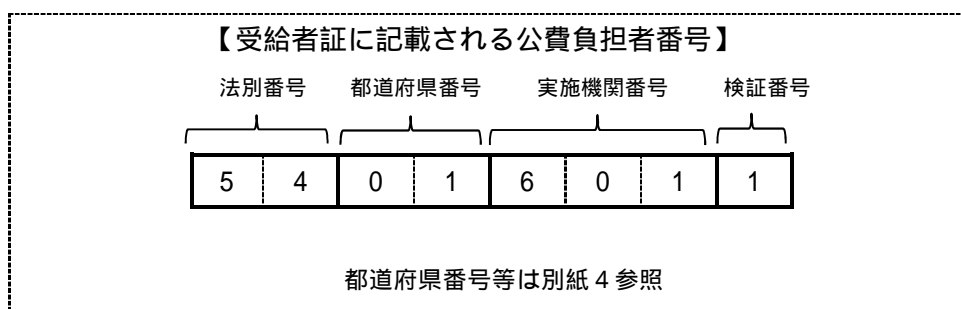 【受給者証に記載される公費負担者番号】
法別番号 都道府県番号 実施機関番号 検証番号
5 4 0 1 6 0 1 1
都道府県番号等は別紙４参照